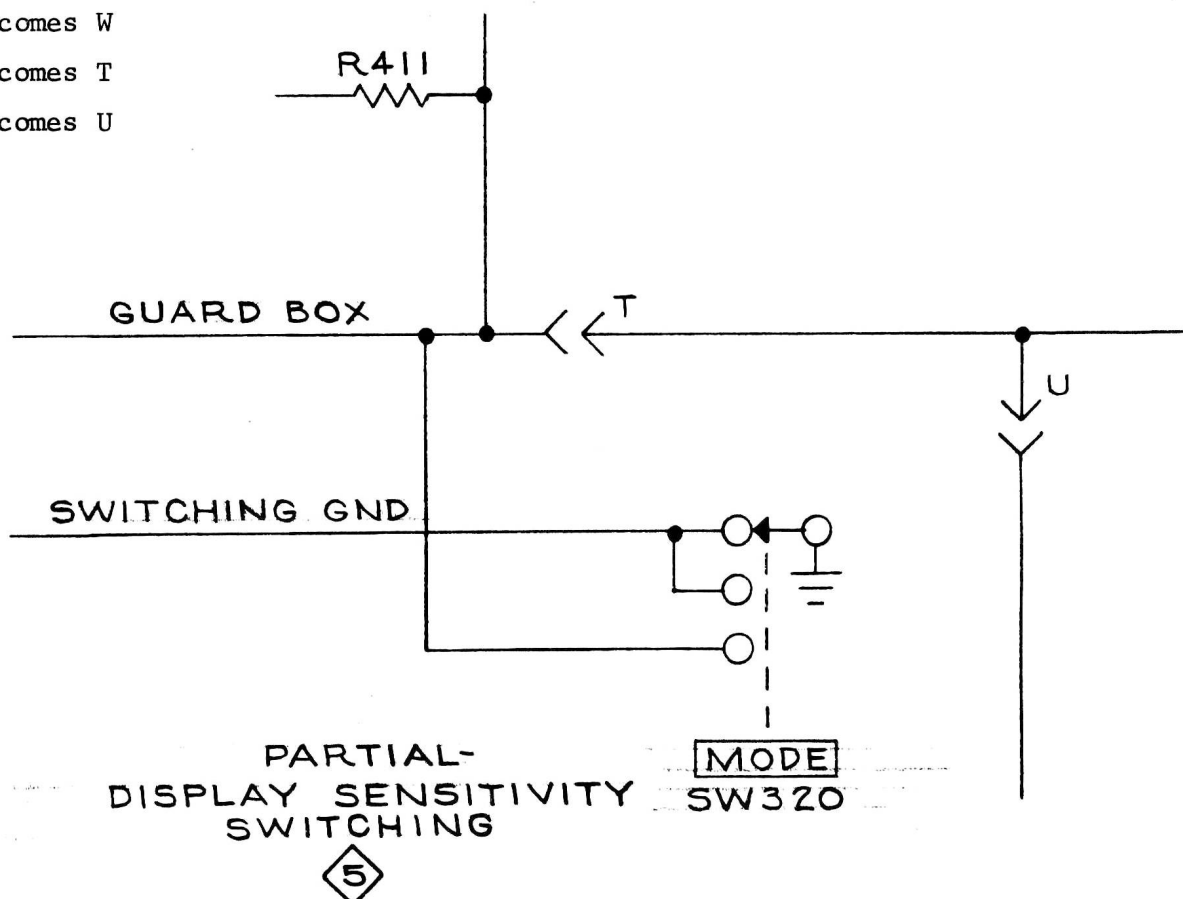 comes W
comes T
comes U
R411
GUARD BOX
T
U
SWITCHING GND
PARTIAL-
DISPLAY SENSITIVITY
SWITCHING
5
MODE
SW320